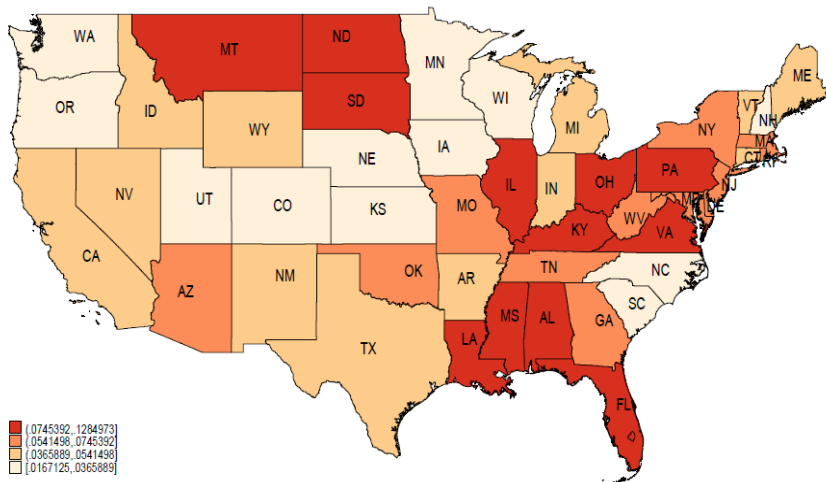 WA
MT
ND
MN
ME
OR
ID
SD
WI
VT
NH
WY
MI
NY
MA
CT
RI
IA
NE
PA
NJ
NV
UT
CO
IL
IN
OH
DE
KS
MO
WV
VA
CA
KY
AZ
NM
OK
AR
TN
NC
SC
MS
AL
GA
TX
LA
FL
(.0745392,.1284973]
(.0541498,.0745392]
(.0365889,.0541498]
[.0167125,.0365889]